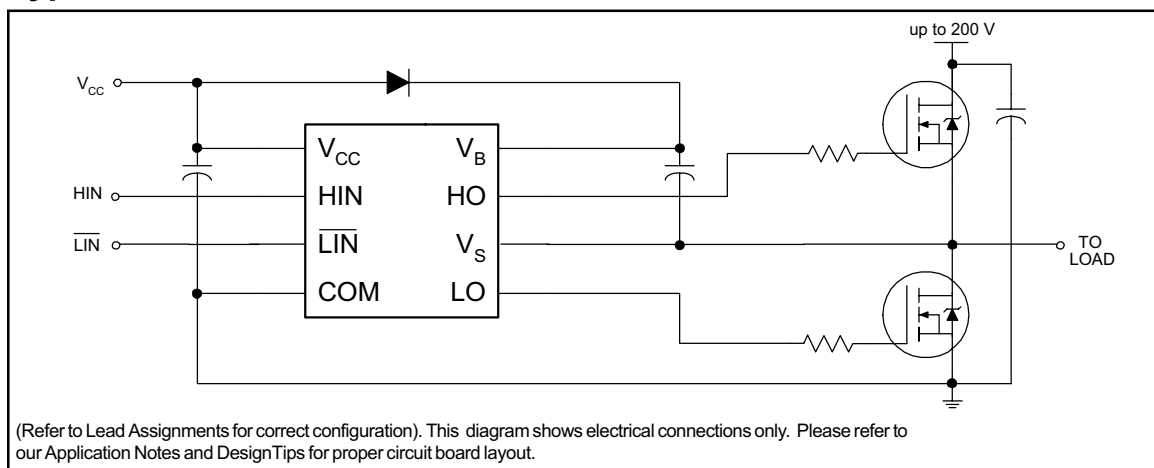 up to 200 V
V_CC
V_CC V_B
HIN HIN HO
L̅I̅N̅ L̅I̅N̅ V_S TO
LOAD
COM LO
(Refer to Lead Assignments for correct configuration). This diagram shows electrical connections only. Please refer to
our Application Notes and DesignTips for proper circuit board layout.